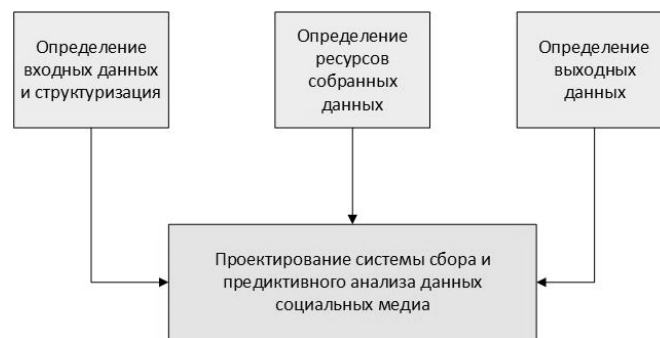 Определение
входных данных
и структуризация
Определение
ресурсов
собранных
данных
Определение
выходных
данных
Проектирование системы сбора и
предиктивного анализа данных
социальных медиа